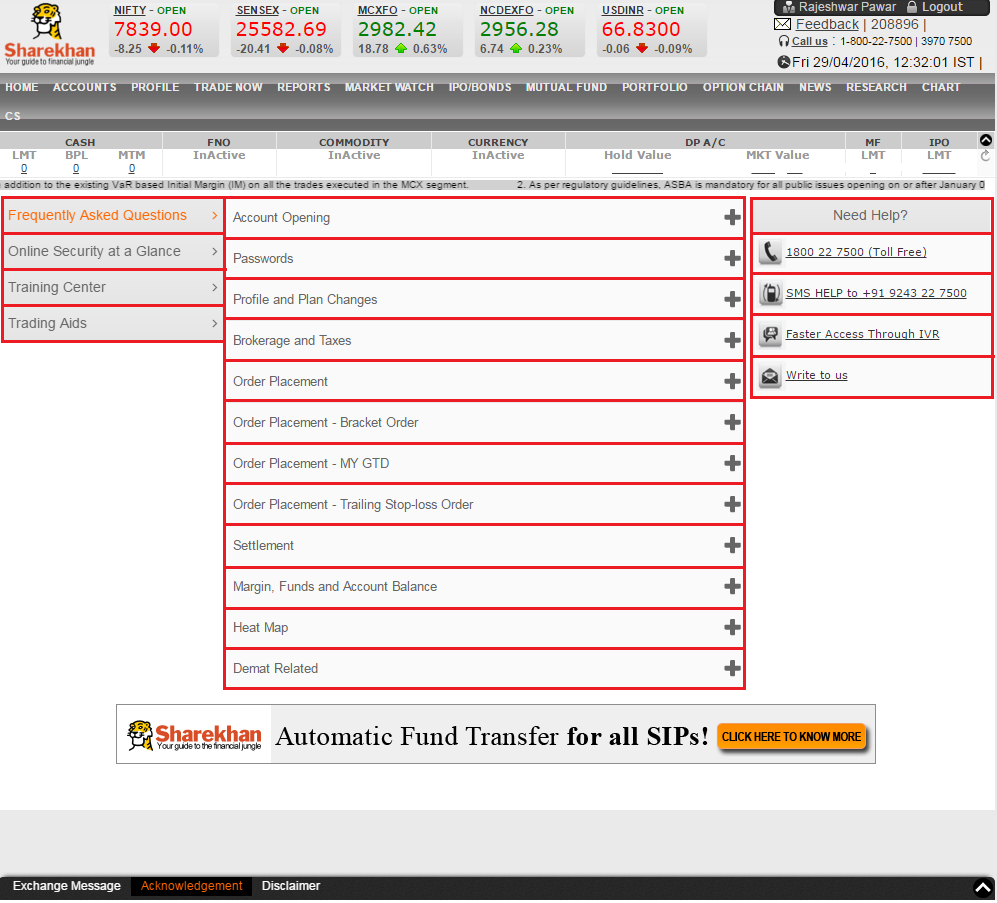 Sharekhan
Your guide to financial jungle
NIFTY - OPEN
7839.00
-8.25 -0.11%
SENSEX - OPEN
25582.69
-20.41 -0.08%
MCXFO - OPEN
2982.42
18.78 0.63%
NCDEXFO - OPEN
2956.28
6.74 0.23%
USDINR - OPEN
66.8300
-0.06 -0.09%
Rajeshwar Pawar Logout
Feedback | 208896 |
Call us : 1-800-22-7500 | 3970 7500
Fri 29/04/2016, 12:32:01 IST |
HOME ACCOUNTS PROFILE TRADE NOW REPORTS MARKET WATCH IPO/BONDS MUTUAL FUND PORTFOLIO OPTION CHAIN NEWS RESEARCH CHART
CS
CASH FNO COMMODITY CURRENCY DP A/C MF IPO
LMT BPL MTM InActive InActive InActive Hold Value MKT Value LMT LMT
0 0 0
addition to the existing VaR based Initial Margin (IM) on all the trades executed in the MCX segment. 2. As per regulatory guidelines, ASBA is mandatory for all public issues opening on or after January 0
Frequently Asked Questions
Online Security at a Glance
Training Center
Trading Aids
Account Opening
Passwords
Profile and Plan Changes
Brokerage and Taxes
Order Placement
Order Placement - Bracket Order
Order Placement - MY GTD
Order Placement - Trailing Stop-loss Order
Settlement
Margin, Funds and Account Balance
Heat Map
Demat Related
Need Help?
1800 22 7500 (Toll Free)
SMS HELP to +91 9243 22 7500
Faster Access Through IVR
Write to us
Sharekhan
Your guide to the financial jungle
Automatic Fund Transfer for all SIPs!
CLICK HERE TO KNOW MORE
Exchange Message Acknowledgement Disclaimer